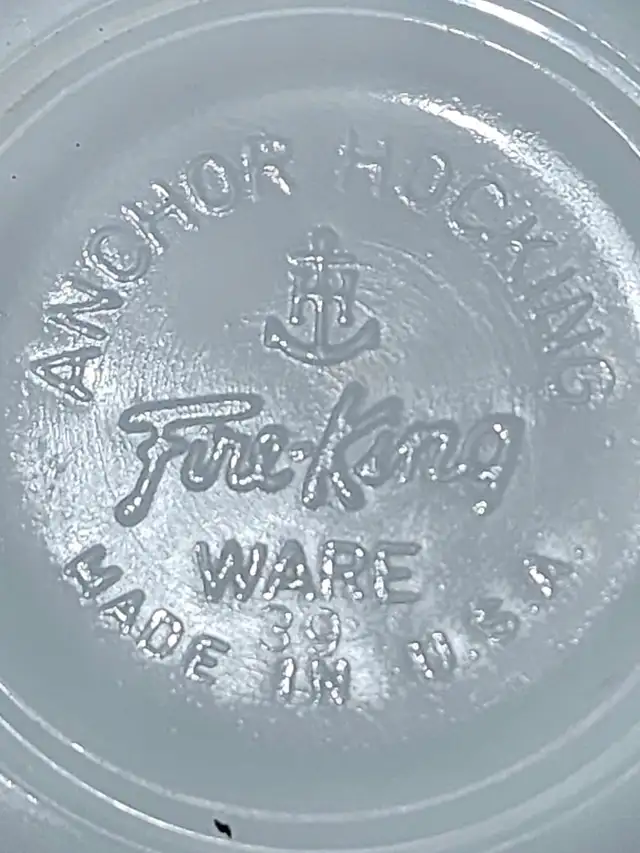 ANCHOR HOCKING
H
Fire-King
WARE
39
MADE IN U.S.A.